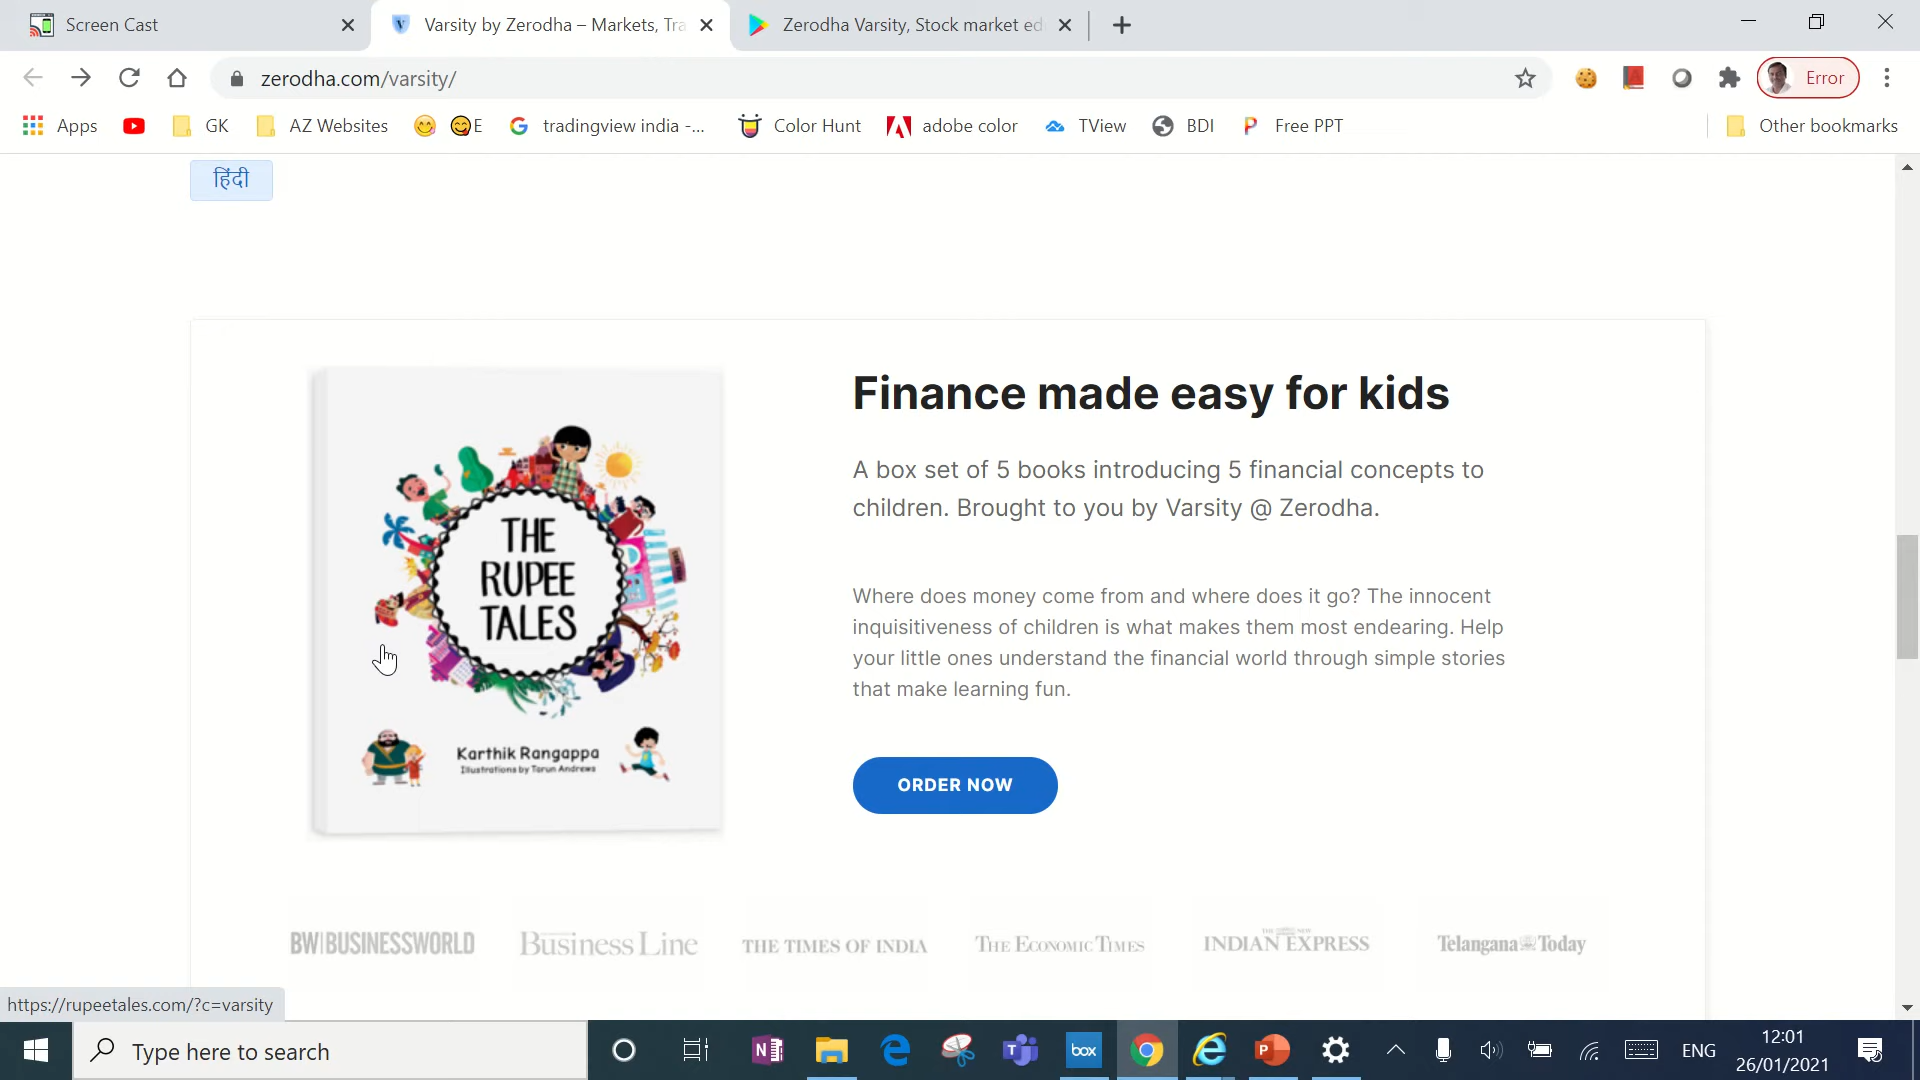 Screen Cast
Varsity by Zerodha – Markets, Tra
Zerodha Varsity, Stock market ed
zerodha.com/varsity/
Error
Apps
GK
AZ Websites
E
tradingview india -...
Color Hunt
adobe color
TView
BDI
Free PPT
Other bookmarks
हिंदी
THE
RUPEE
TALES
Karthik Rangappa
Illustrations by Tarun Andrews
Finance made easy for kids
A box set of 5 books introducing 5 financial concepts to
children. Brought to you by Varsity @ Zerodha.
Where does money come from and where does it go? The innocent
inquisitiveness of children is what makes them most endearing. Help
your little ones understand the financial world through simple stories
that make learning fun.
ORDER NOW
BW|BUSINESSWORLD
Business Line
THE TIMES OF INDIA
THE ECONOMIC TIMES
THE NEW
INDIAN EXPRESS
Telangana Today
https://rupeetales.com/?c=varsity
Type here to search
N
box
P
ENG
12:01
26/01/2021